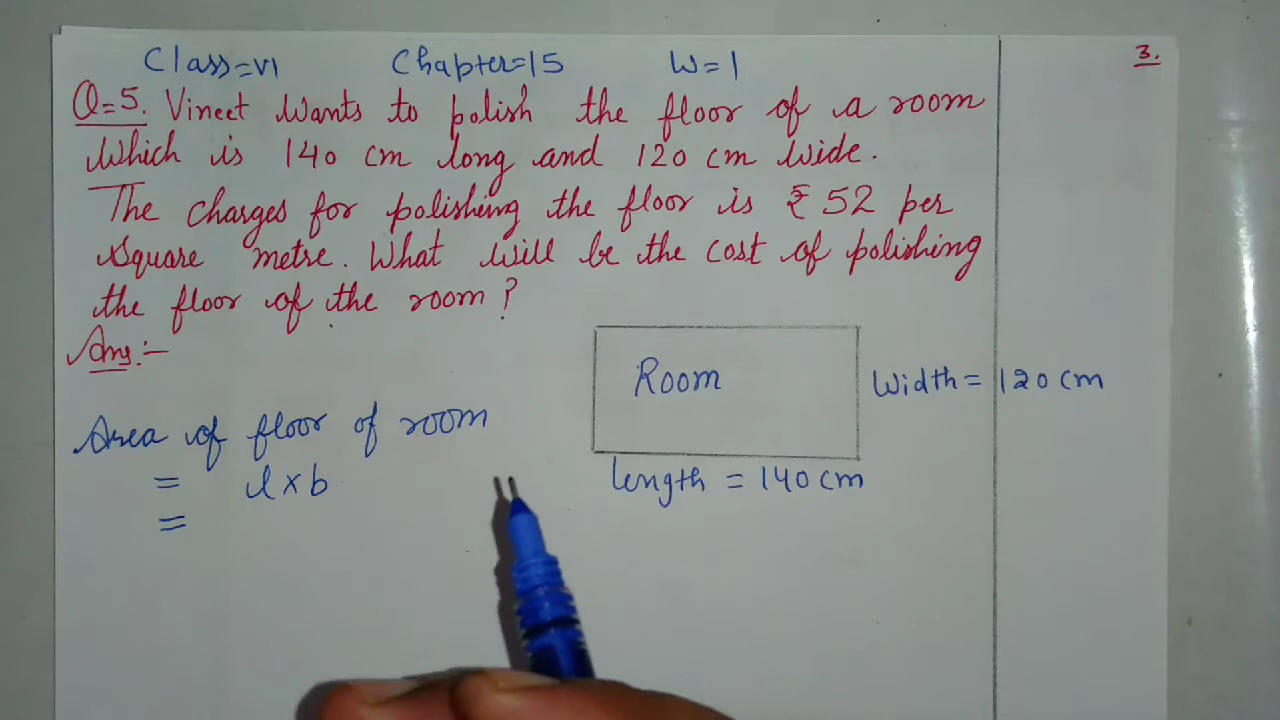 Class=VI Chapter=15 W=1
3.
Q=5. Vineet wants to polish the floor of a room
which is 140 cm long and 120 cm wide.
The charges for polishing the floor is ₹ 52 per
square metre. What will be the cost of polishing
the floor of the room?
Ans:-
Room
Width = 120 cm
length = 140 cm
Area of floor of room
= l × b
=